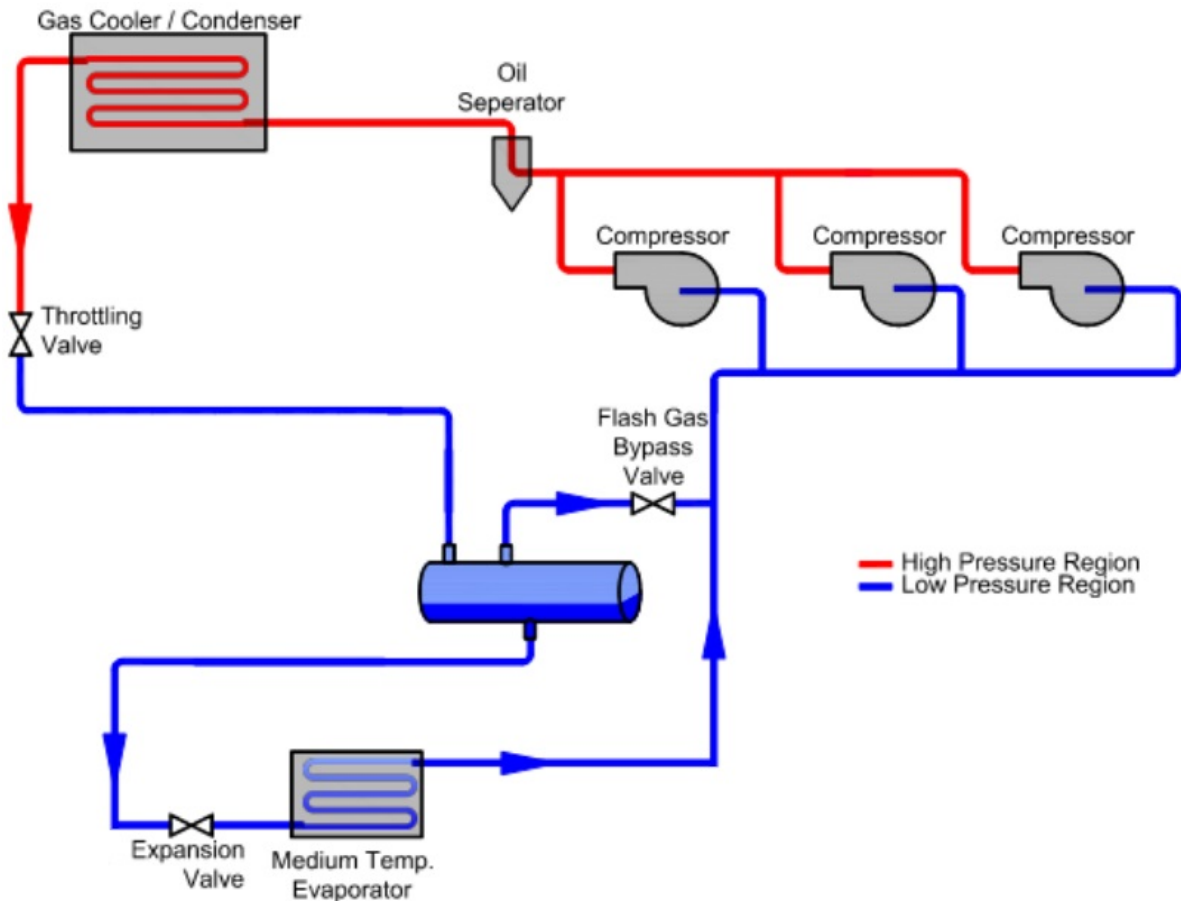 Gas Cooler / Condenser
Oil
Seperator
Compressor
Compressor
Compressor
Throttling
Valve
Flash Gas
Bypass
Valve
High Pressure Region
Low Pressure Region
Expansion
Valve
Medium Temp.
Evaporator